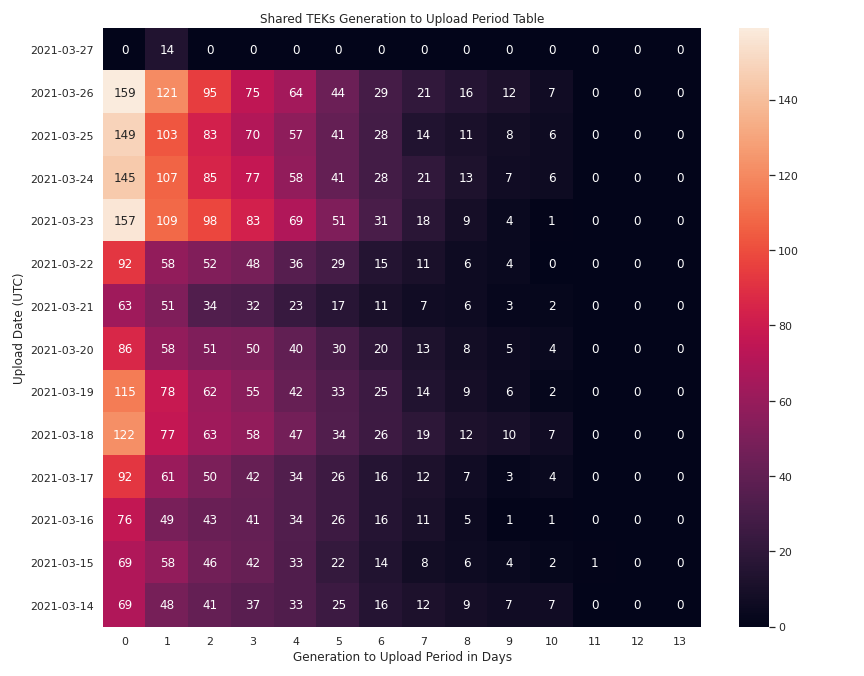 Shared TEKs Generation to Upload Period Table
Upload Date (UTC)
2021-03-27 0 14 0 0 0 0 0 0 0 0 0 0 0 0
2021-03-26 159 121 95 75 64 44 29 21 16 12 7 0 0 0
2021-03-25 149 103 83 70 57 41 28 14 11 8 6 0 0 0
2021-03-24 145 107 85 77 58 41 28 21 13 7 6 0 0 0
2021-03-23 157 109 98 83 69 51 31 18 9 4 1 0 0 0
2021-03-22 92 58 52 48 36 29 15 11 6 4 0 0 0 0
2021-03-21 63 51 34 32 23 17 11 7 6 3 2 0 0 0
2021-03-20 86 58 51 50 40 30 20 13 8 5 4 0 0 0
2021-03-19 115 78 62 55 42 33 25 14 9 6 2 0 0 0
2021-03-18 122 77 63 58 47 34 26 19 12 10 7 0 0 0
2021-03-17 92 61 50 42 34 26 16 12 7 3 4 0 0 0
2021-03-16 76 49 43 41 34 26 16 11 5 1 1 0 0 0
2021-03-15 69 58 46 42 33 22 14 8 6 4 2 1 0 0
2021-03-14 69 48 41 37 33 25 16 12 9 7 7 0 0 0
0 1 2 3 4 5 6 7 8 9 10 11 12 13
Generation to Upload Period in Days
140
120
100
80
60
40
20
0